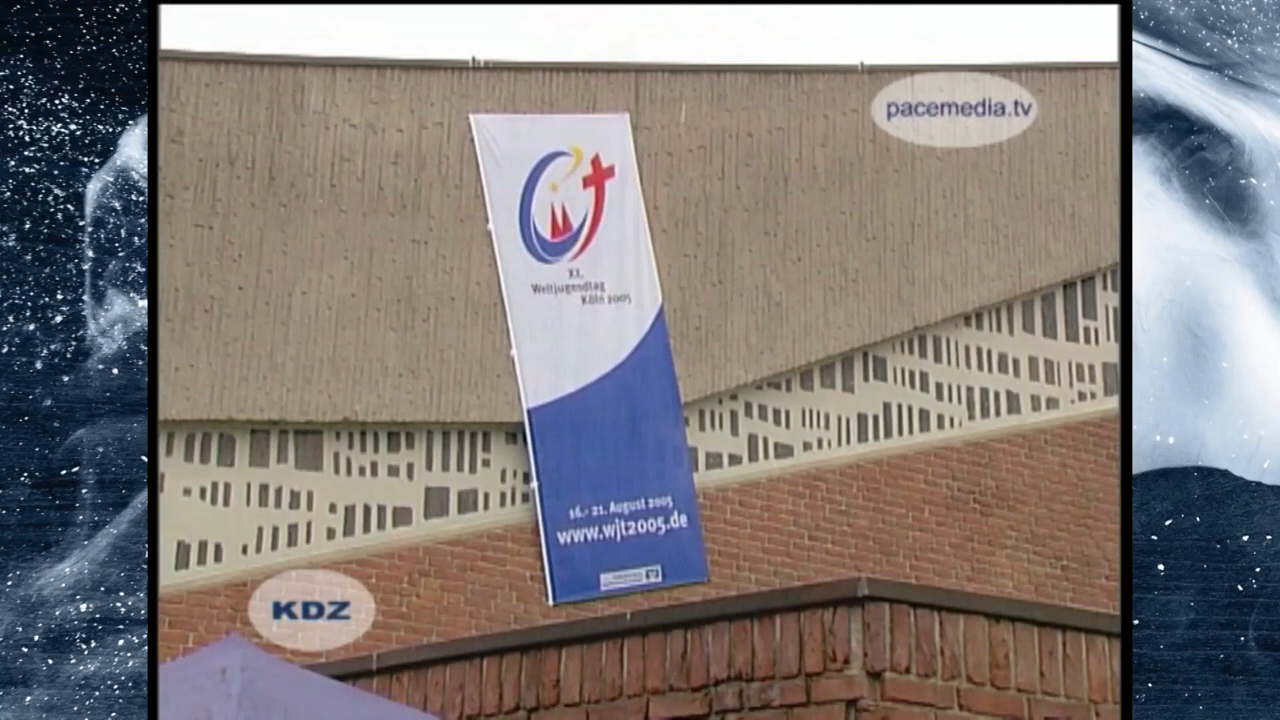 pacemedia.tv
XX.
Weltjugendtag
Köln 2005
16.- 21. August 2005
www.wjt2005.de
KDZ